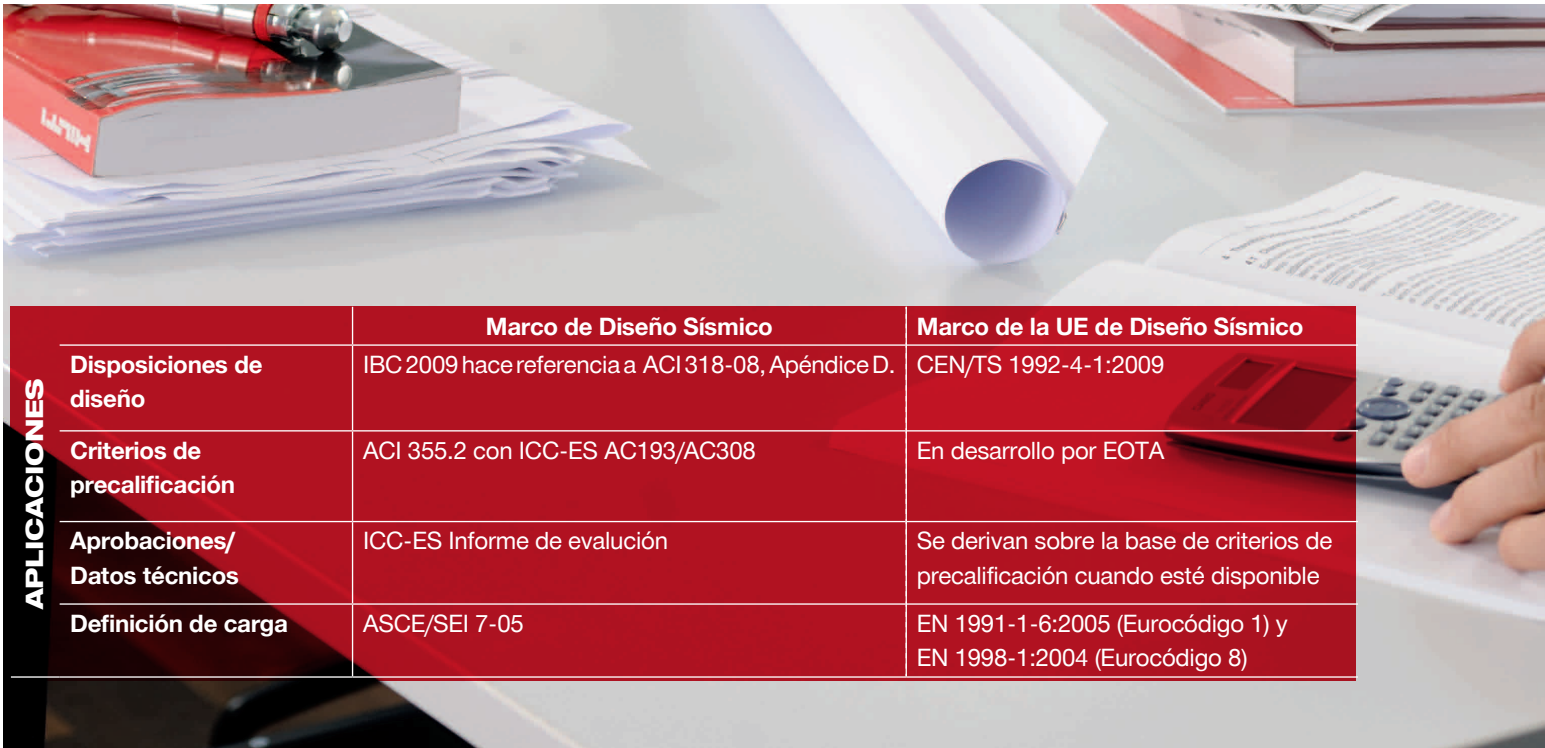 HILTI
Marco de Diseño Sísmico
Marco de la UE de Diseño Sísmico
APLICACIONES
Disposiciones de
diseño
IBC 2009 hace referencia a ACI 318-08, Apéndice D.
CEN/TS 1992-4-1:2009
Criterios de
precalificación
ACI 355.2 con ICC-ES AC193/AC308
En desarrollo por EOTA
Aprobaciones/
Datos técnicos
ICC-ES Informe de evalución
Se derivan sobre la base de criterios de
precalificación cuando esté disponible
Definición de carga
ASCE/SEI 7-05
EN 1991-1-6:2005 (Eurocódigo 1) y
EN 1998-1:2004 (Eurocódigo 8)